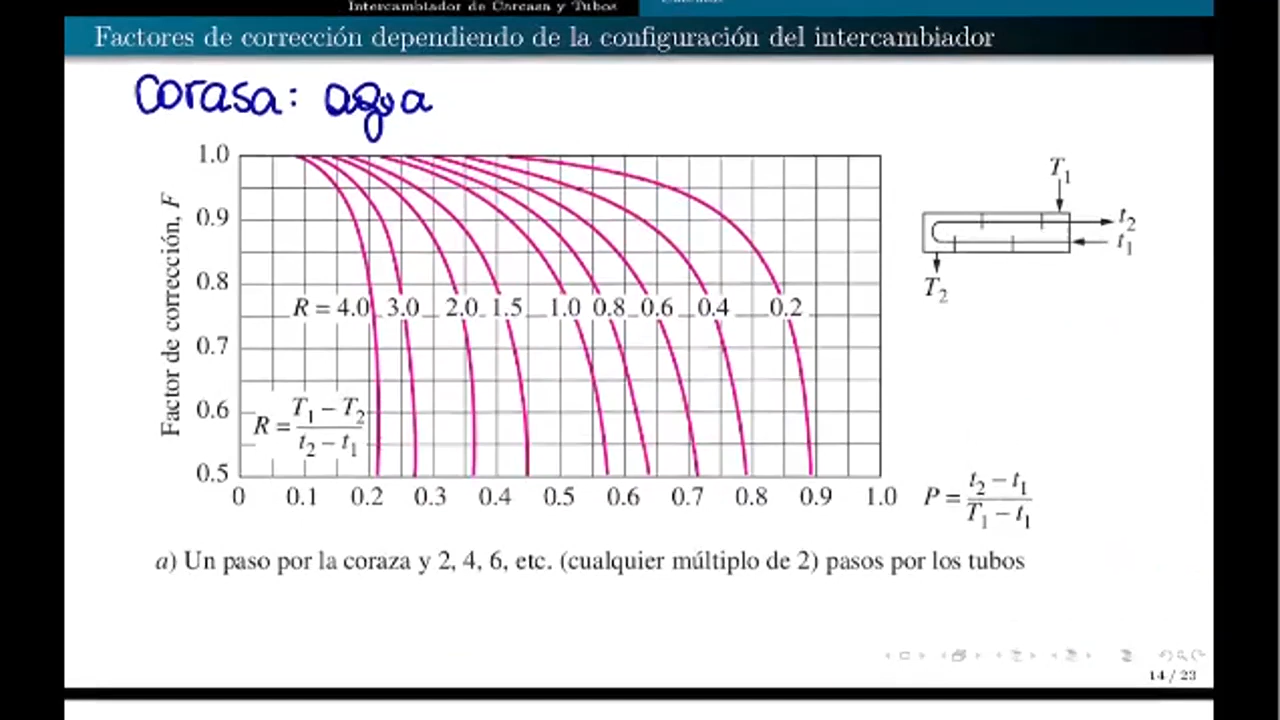 Intercambiador de Carcasa y Tubos
Factores de corrección dependiendo de la configuración del intercambiador
corasa: agua
Factor de corrección, F
1.0
0.9
0.8
0.7
0.6
0.5
R = 4.0 3.0 2.0 1.5 1.0 0.8 0.6 0.4 0.2
R = T₁ – T₂ / t₂ – t₁
0 0.1 0.2 0.3 0.4 0.5 0.6 0.7 0.8 0.9 1.0
P = t₂ – t₁ / T₁ – t₁
T₁
t₂
t₁
T₂
a) Un paso por la coraza y 2, 4, 6, etc. (cualquier múltiplo de 2) pasos por los tubos
14 / 23